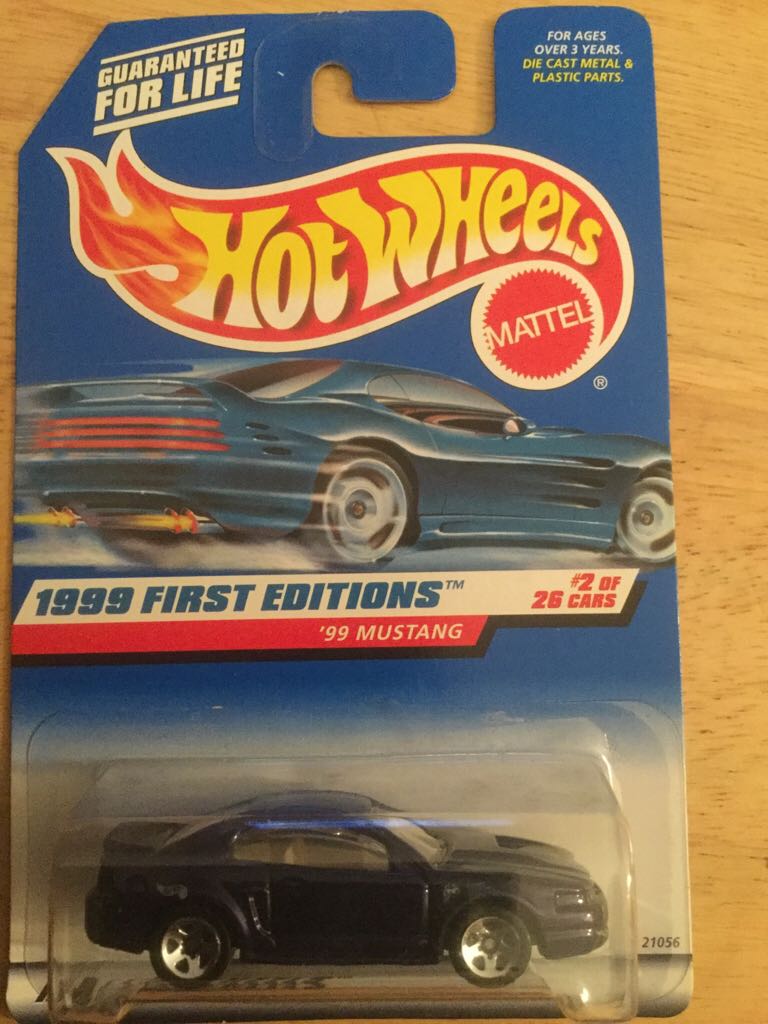 GUARANTEED
FOR LIFE
FOR AGES
OVER 3 YEARS.
DIE CAST METAL &
PLASTIC PARTS.
HOT WHEELS
MATTEL
®
1999 FIRST EDITIONS™
#2 OF
26 CARS
'99 MUSTANG
21056